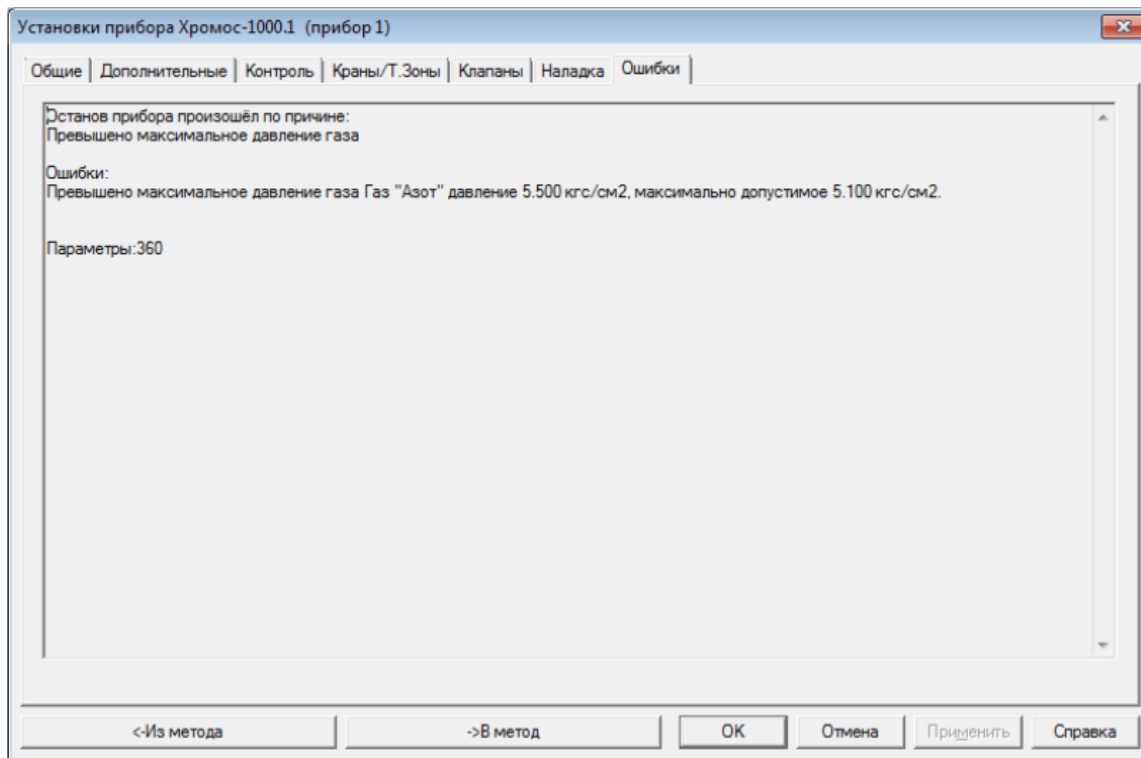 Установки прибора Хромос-1000.1 (прибор 1)
Общие Дополнительные Контроль Краны/Т.Зоны Клапаны Наладка Ошибки
Останов прибора произошёл по причине:
Превышено максимальное давление газа
Ошибки:
Превышено максимальное давление газа Газ "Азот" давление 5.500 кгс/см2, максимально допустимое 5.100 кгс/см2.
Параметры:360
<-Из метода ->В метод OK Отмена Применить Справка